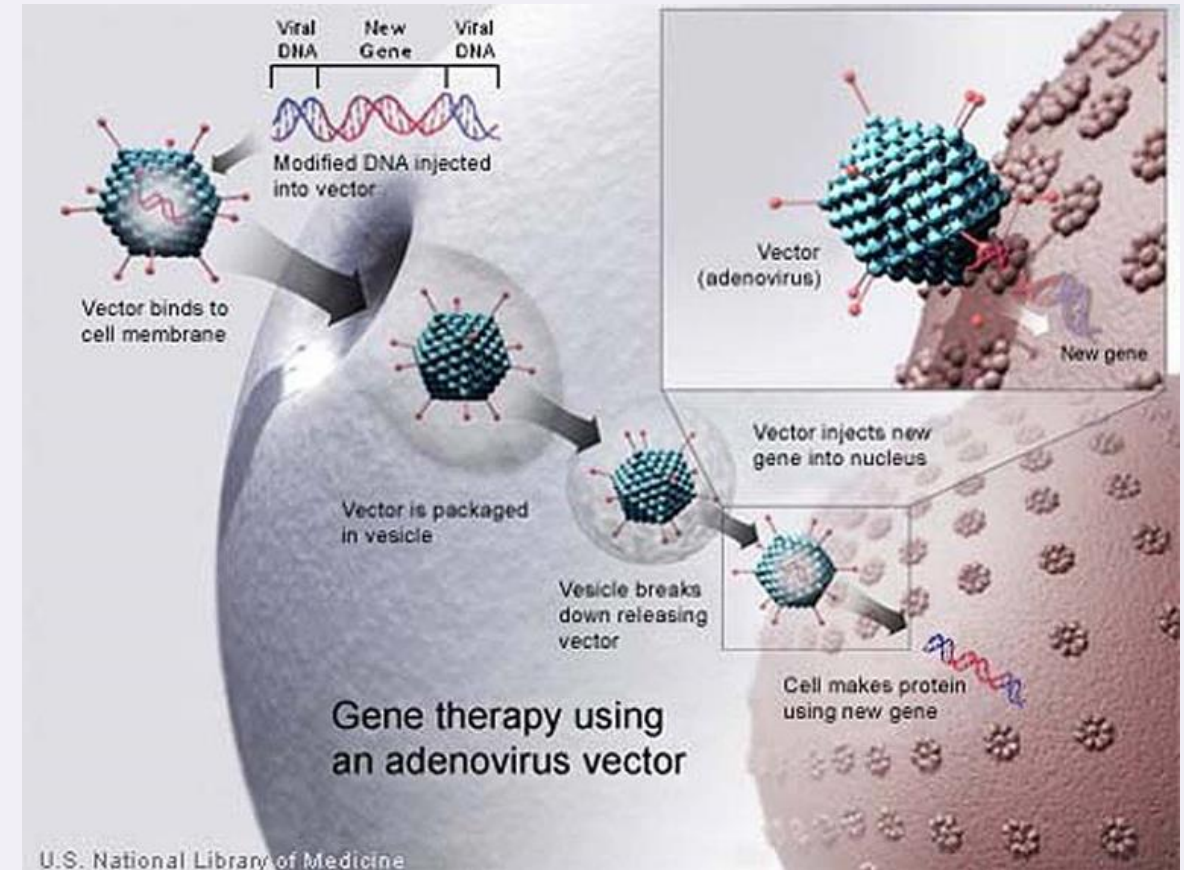 Viral New Viral
DNA Gene DNA
Modified DNA injected
into vector
Vector binds to
cell membrane
Vector
(adenovirus)
New gene
Vector injects new
gene into nucleus
Vector is packaged
in vesicle
Vesicle breaks
down releasing
vector
Cell makes protein
using new gene
Gene therapy using
an adenovirus vector
U.S. National Library of Medicine